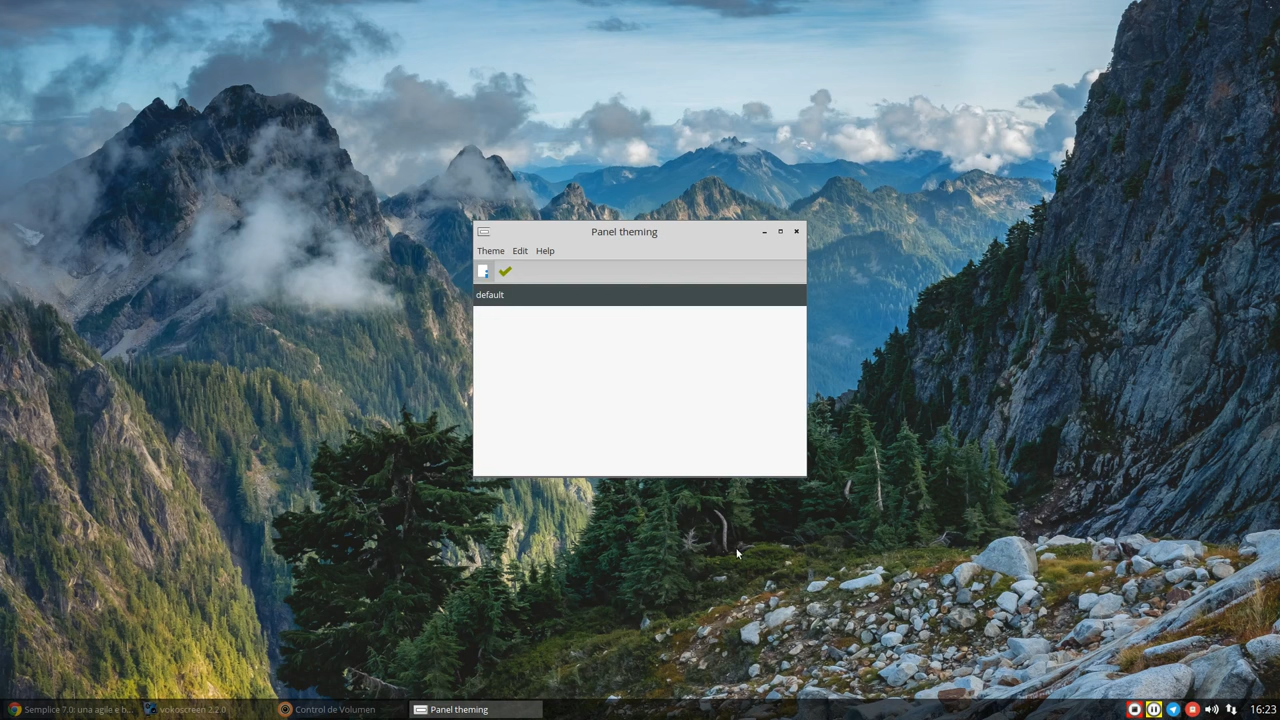 Panel theming
Theme Edit Help
default
Semplice 7.0: una agile e b...
vokoscreen 2.2.0
Control de Volumen
Panel theming
16:23